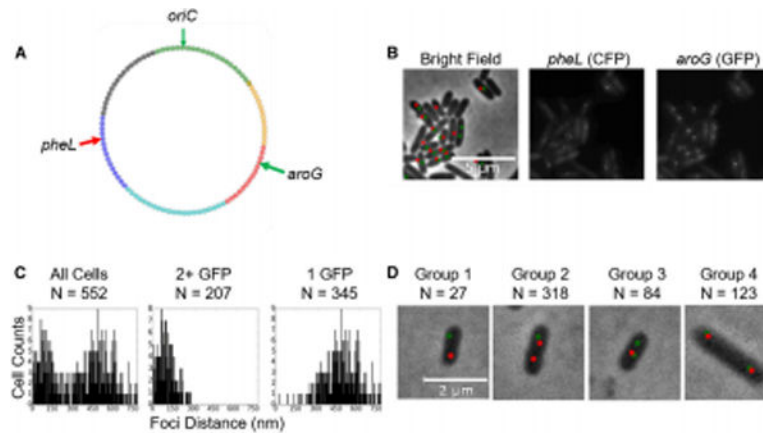 A
oriC
pheL
aroG
B
Bright Field
pheL (CFP)
aroG (GFP)
C
All Cells
N = 552
2+ GFP
N = 207
1 GFP
N = 345
Cell Counts
Foci Distance (nm)
D
Group 1
N = 27
Group 2
N = 318
Group 3
N = 84
Group 4
N = 123
2 μm